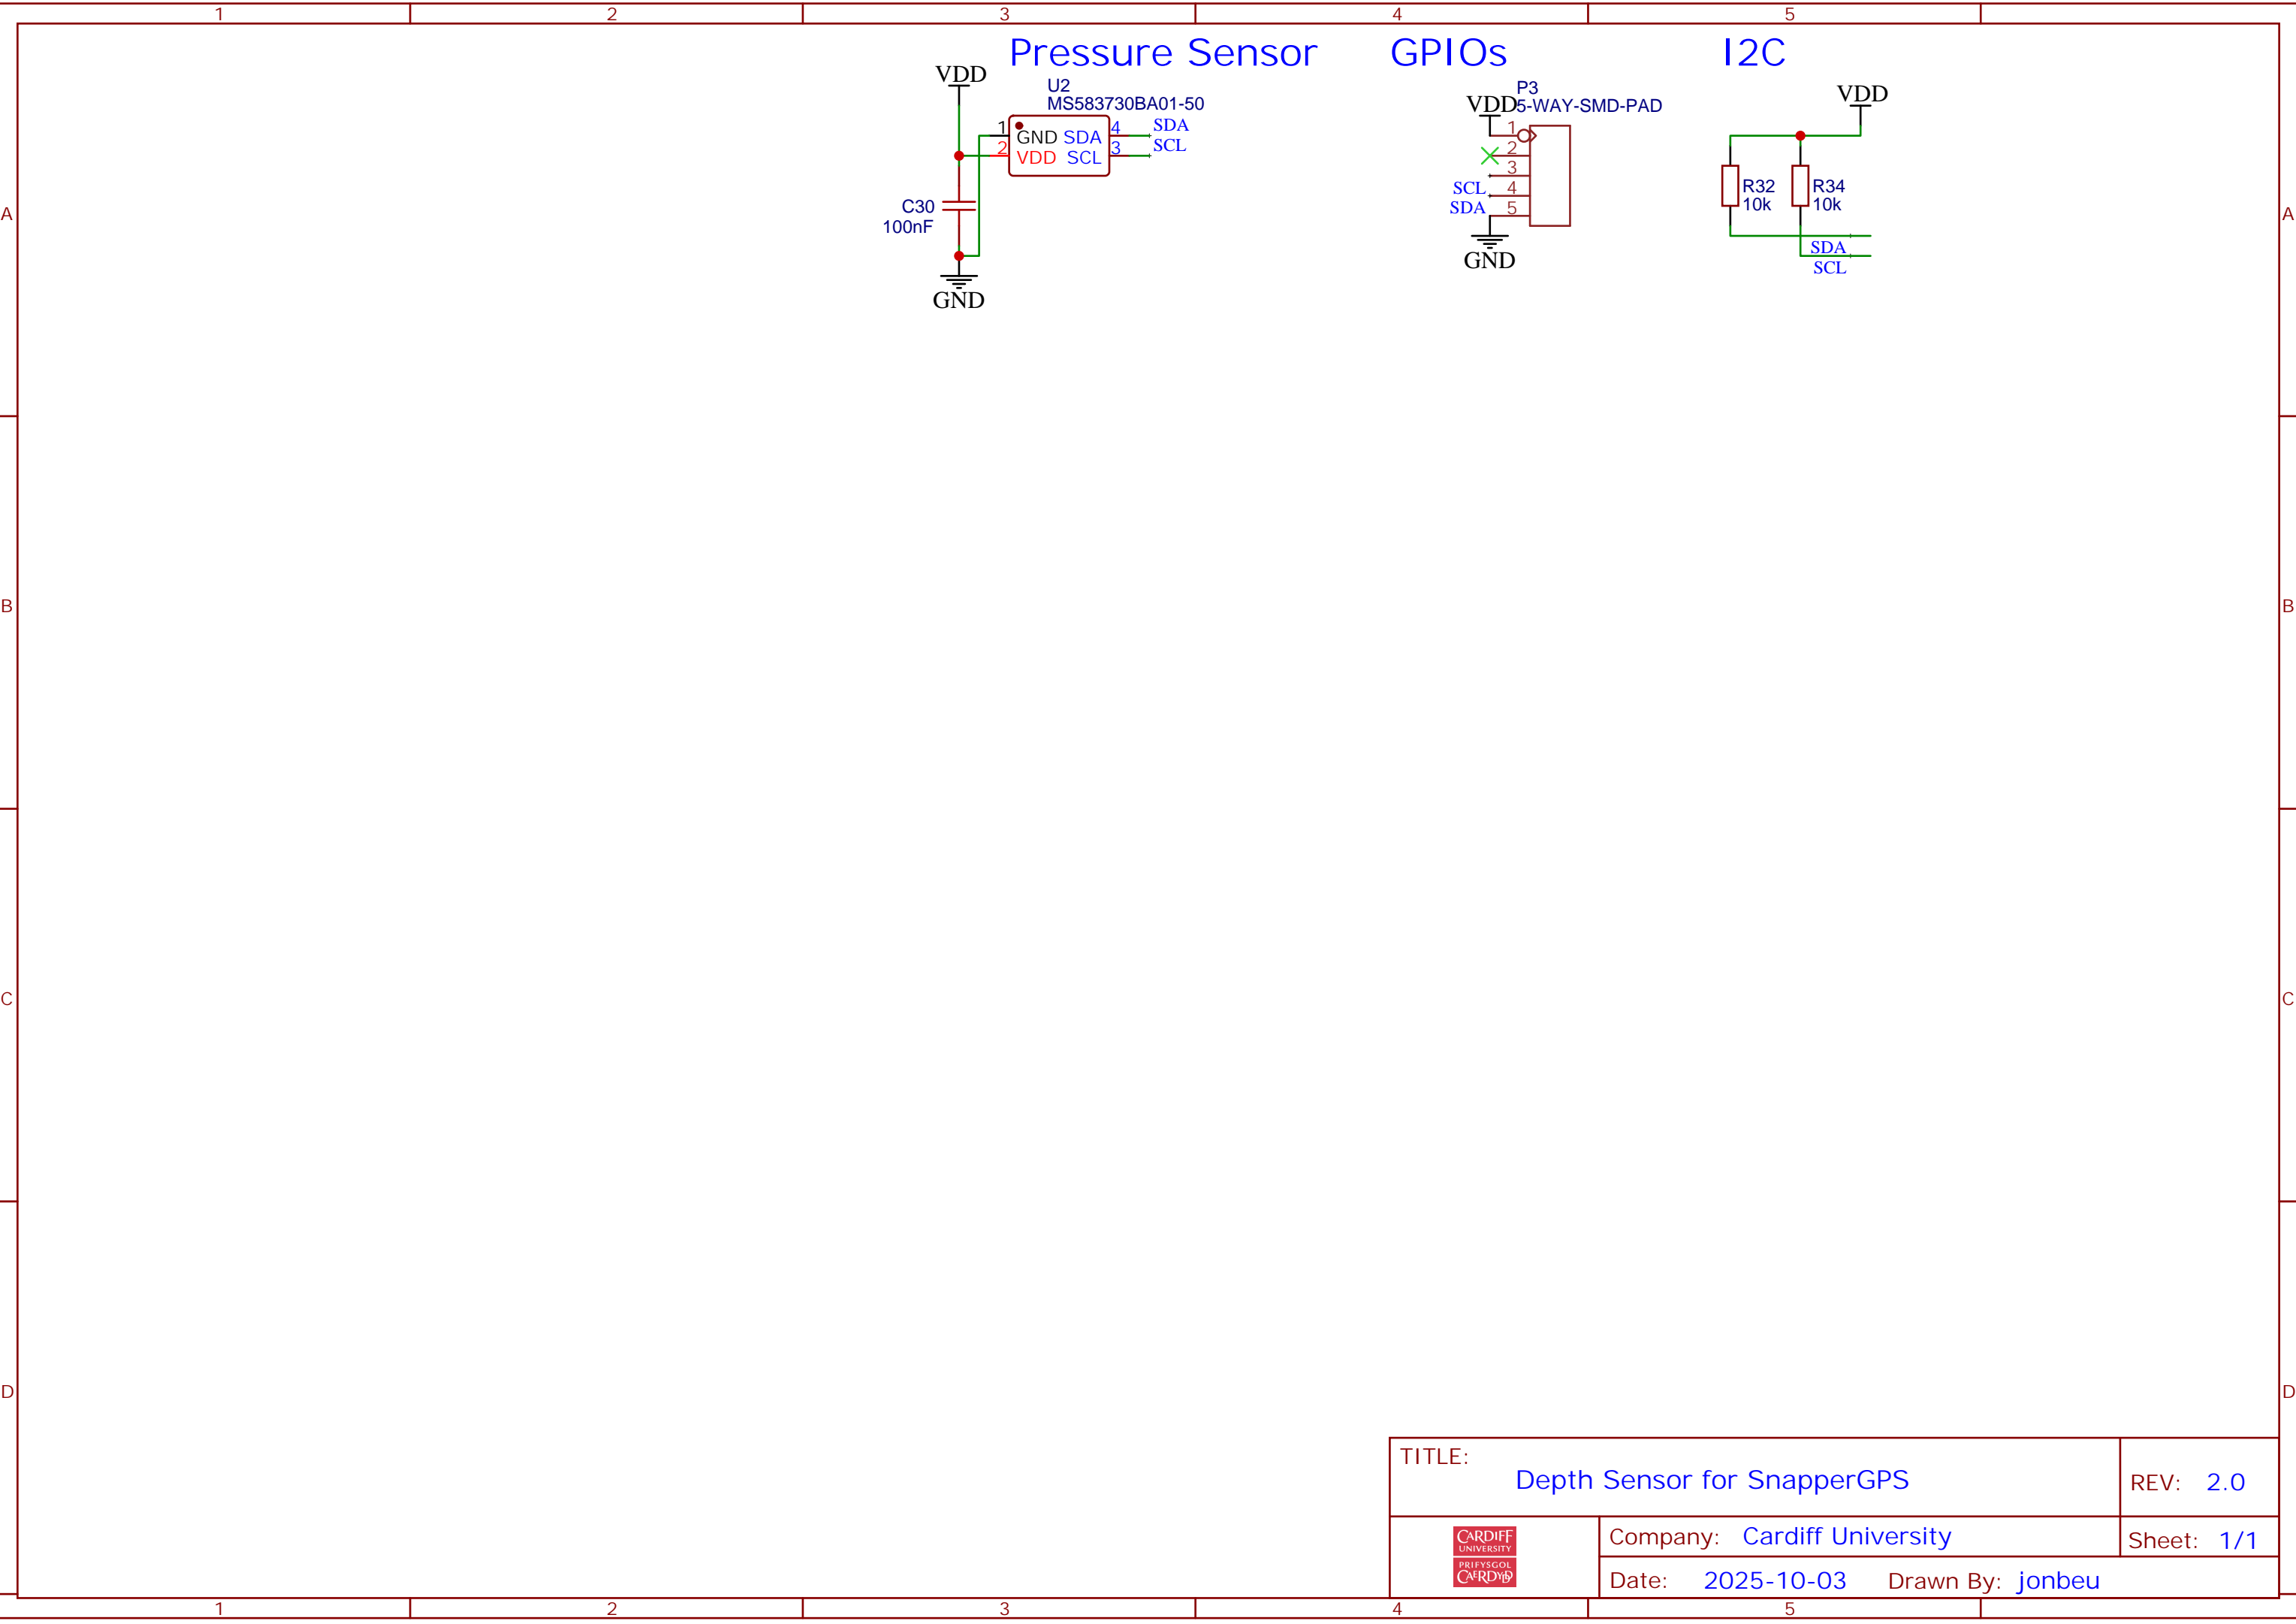 1 2 3 4 5
Pressure Sensor GPIOs I2C
VDD
U2
MS583730BA01-50
1 GND SDA 4 SDA
2 VDD SCL 3 SCL
C30
100nF
GND
P3
VDD 5-WAY-SMD-PAD
1
2
3
SCL 4
SDA 5
GND
VDD
R32 R34
10k 10k
SDA
SCL
A A
B B
C C
D D
TITLE:
Depth Sensor for SnapperGPS
REV: 2.0
CARDIFF
UNIVERSITY
PRIFYSGOL
CAERDYDD
Company: Cardiff University
Sheet: 1/1
Date: 2025-10-03 Drawn By: jonbeu
1 2 3 4 5